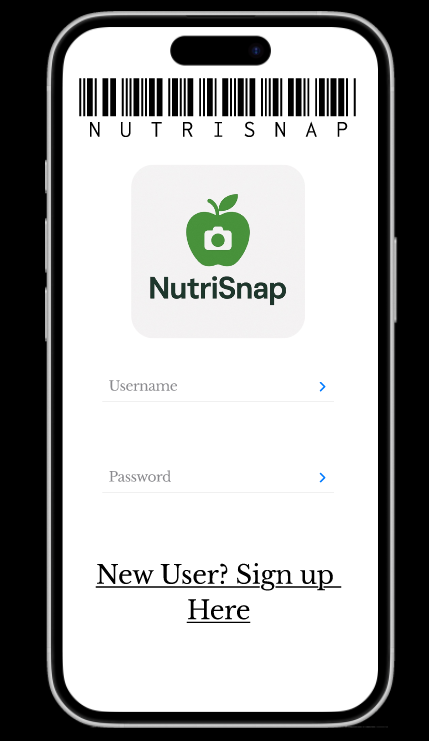 N U T R I S N A P
NutriSnap
Username
Password
New User? Sign up
Here